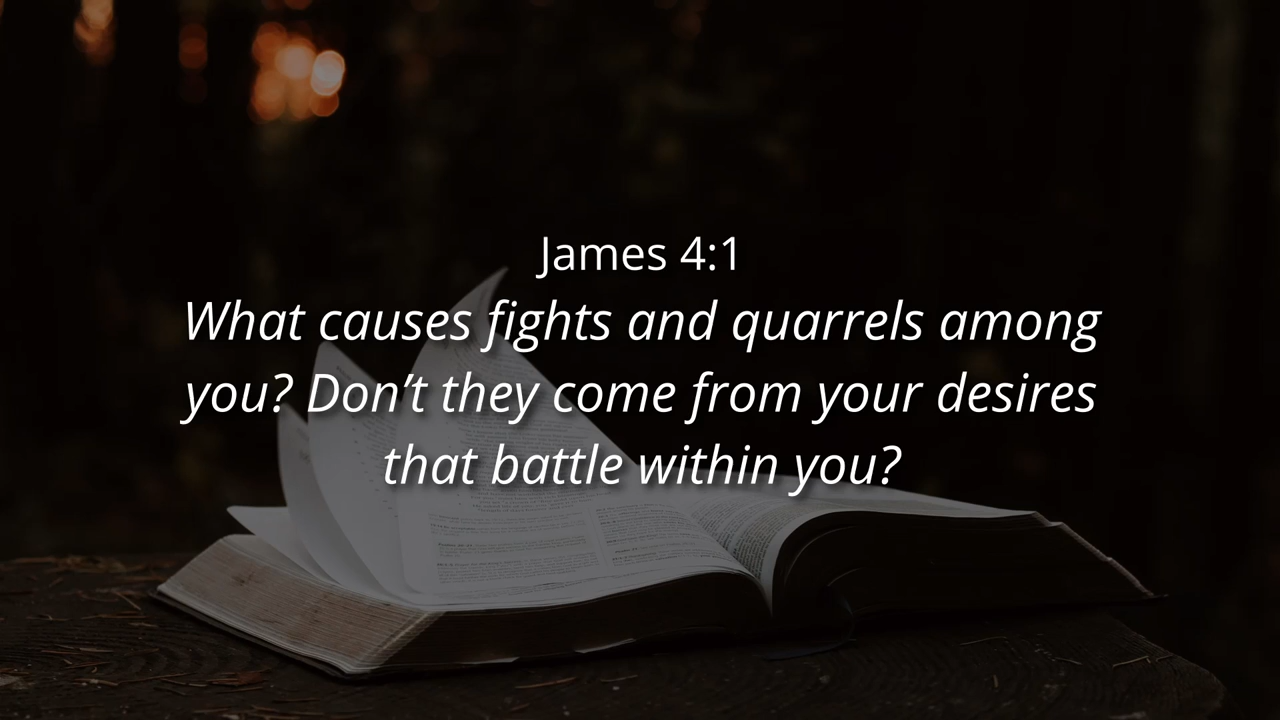 James 4:1
What causes fights and quarrels among
you? Don’t they come from your desires
that battle within you?